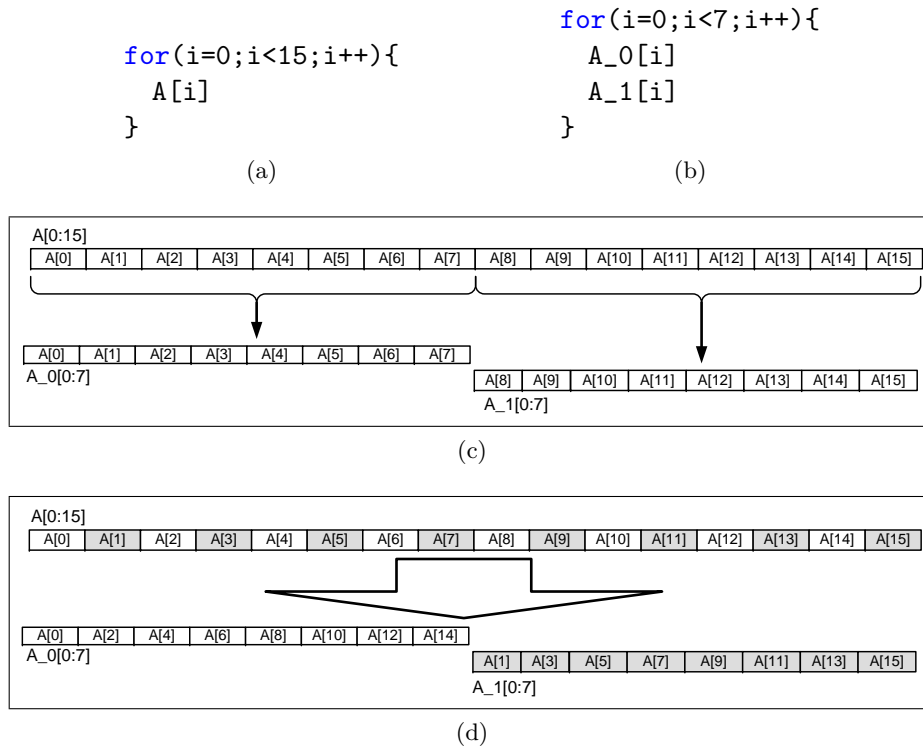 for(i=0;i<15;i++){
A[i]
}
(a)
for(i=0;i<7;i++){
A_0[i]
A_1[i]
}
(b)
A[0:15]
A[0] A[1] A[2] A[3] A[4] A[5] A[6] A[7] A[8] A[9] A[10] A[11] A[12] A[13] A[14] A[15]
A[0] A[1] A[2] A[3] A[4] A[5] A[6] A[7]
A_0[0:7]
A[8] A[9] A[10] A[11] A[12] A[13] A[14] A[15]
A_1[0:7]
(c)
A[0:15]
A[0] A[1] A[2] A[3] A[4] A[5] A[6] A[7] A[8] A[9] A[10] A[11] A[12] A[13] A[14] A[15]
A[0] A[2] A[4] A[6] A[8] A[10] A[12] A[14]
A_0[0:7]
A[1] A[3] A[5] A[7] A[9] A[11] A[13] A[15]
A_1[0:7]
(d)